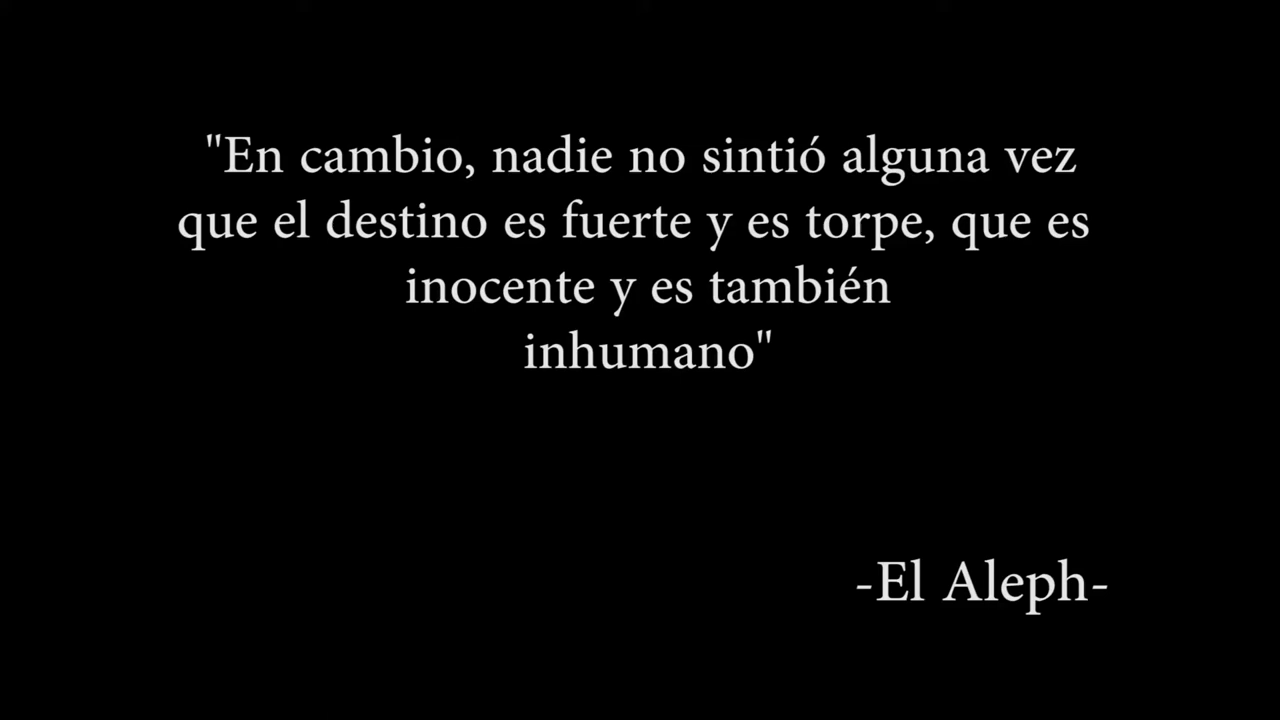 "En cambio, nadie no sintió alguna vez
que el destino es fuerte y es torpe, que es
inocente y es también
inhumano"
-El Aleph-